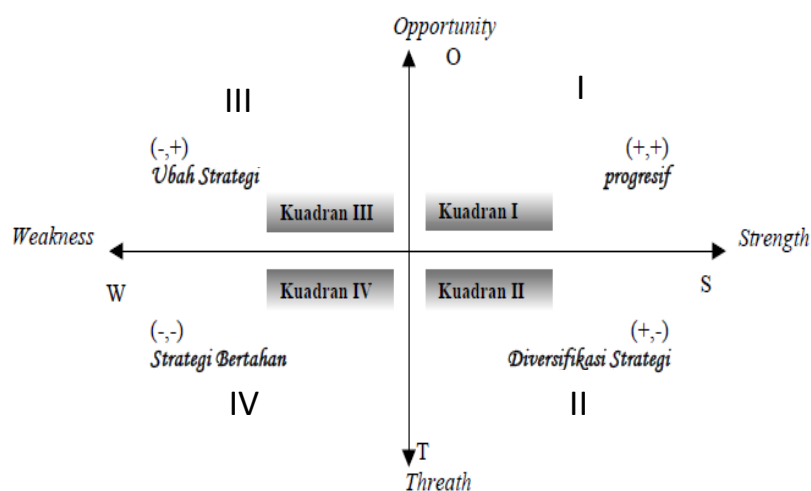 Opportunity
O
III
I
(-,+)
Ubah Strategi
(+,+)
progresif
Kuadran III
Kuadran I
Weakness
Strength
W
S
Kuadran IV
Kuadran II
(-,-)
Strategi Bertahan
(+,-)
Diversifikasi Strategi
IV
II
T
Threath